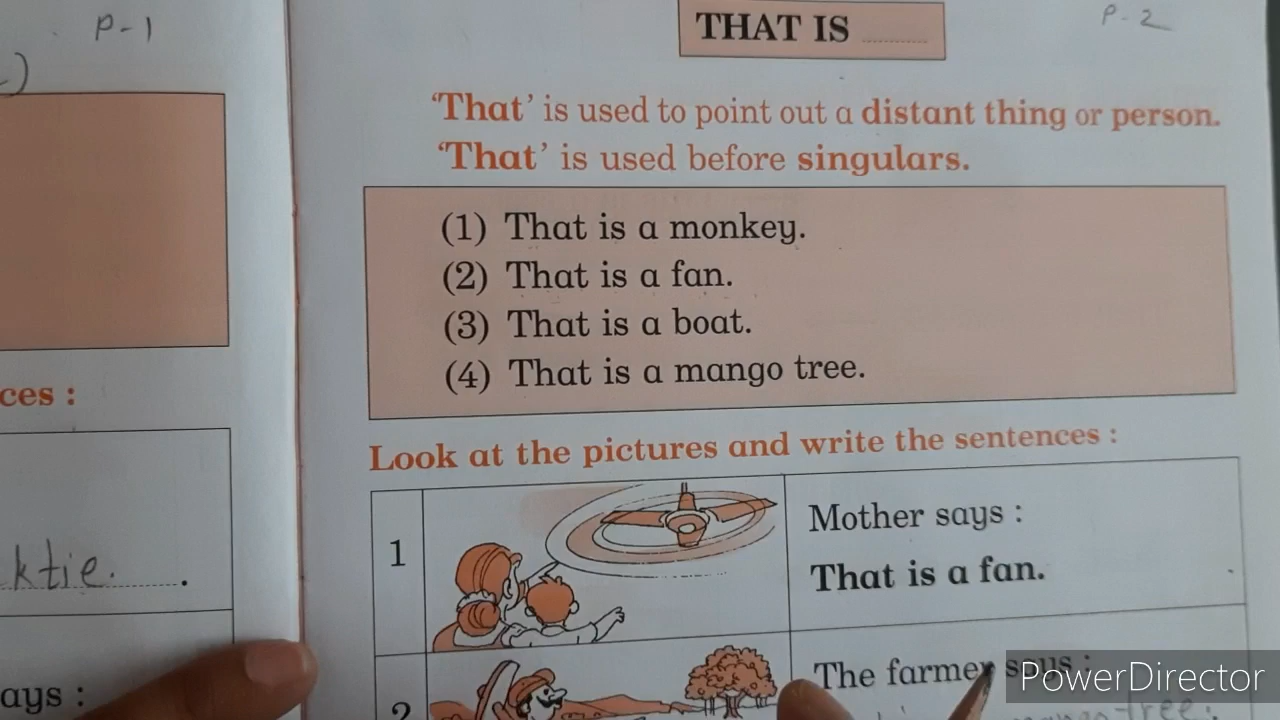 P-1
ces :
ktie.
ays :
P-2
THAT IS ..........
'That' is used to point out a distant thing or person.
'That' is used before singulars.
(1) That is a monkey.
(2) That is a fan.
(3) That is a boat.
(4) That is a mango tree.
Look at the pictures and write the sentences :
1
Mother says :
That is a fan.
2
The farmer says :
mango tree.
PowerDirector